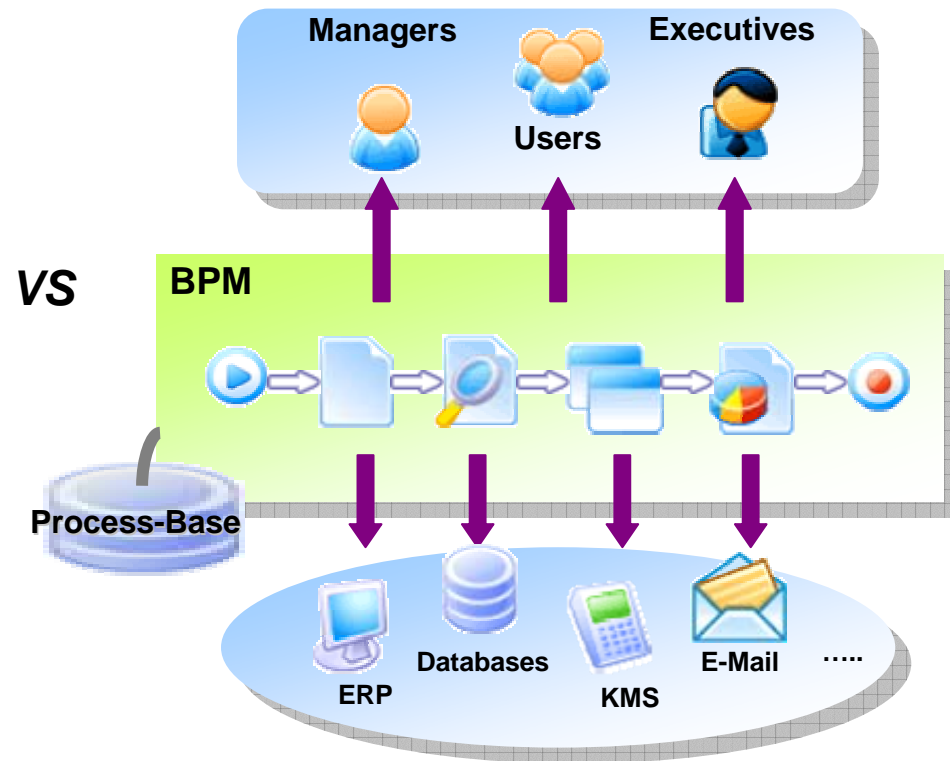 Managers
Executives
Users
VS
BPM
Process-Base
ERP
Databases
KMS
E-Mail
.....